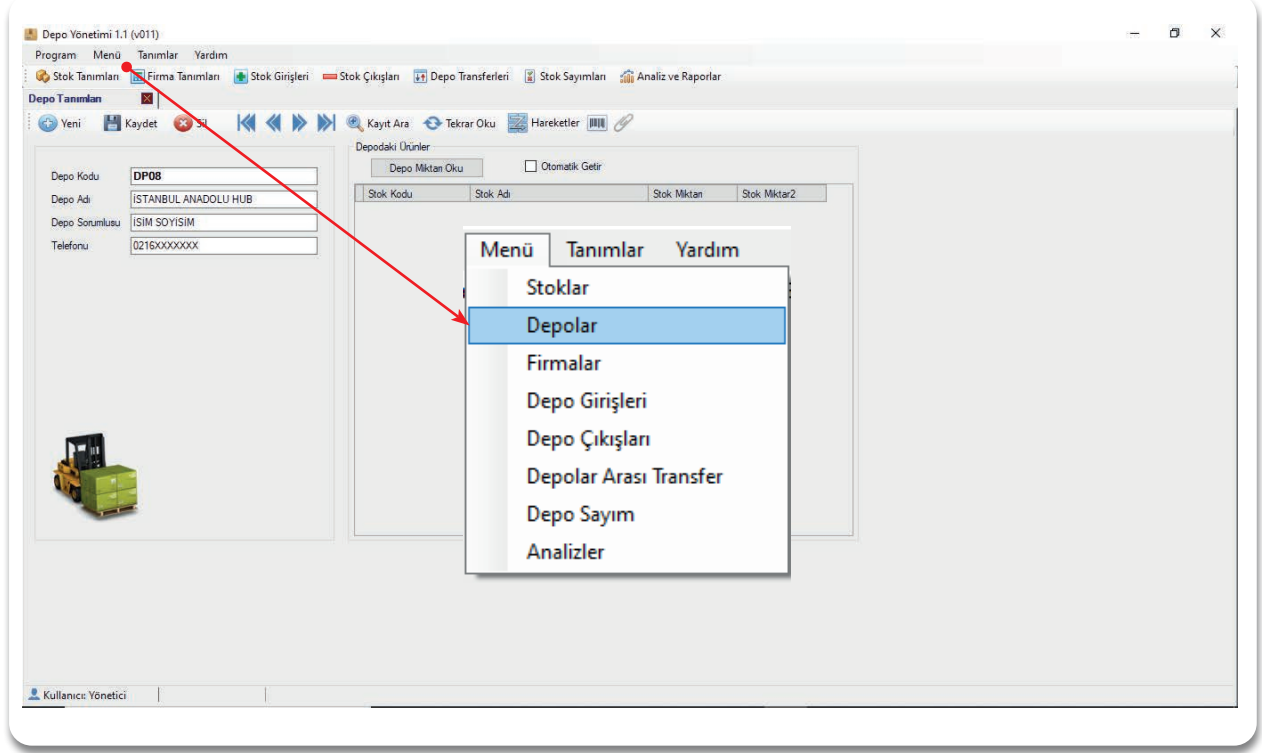 Depo Yönetimi 1.1 (v011)
Program Menü Tanımlar Yardım
Stok Tanımları Firma Tanımları Stok Girişleri Stok Çıkışları Depo Transferleri Stok Sayımları Analiz ve Raporlar
Depo Tanımları
Yeni Kaydet Sil Kayıt Ara Tekrar Oku Hareketler
Depodaki Ürünler
Depo Miktarı Oku Otomatik Getir
Depo Kodu DP08
Depo Adı İSTANBUL ANADOLU HUB
Depo Sorumlusu İSİM SOYİSİM
Telefonu 0216XXXXXXX
Stok Kodu Stok Adı Stok Miktarı Stok Miktar2
Menü Tanımlar Yardım
Stoklar
Depolar
Firmalar
Depo Girişleri
Depo Çıkışları
Depolar Arası Transfer
Depo Sayım
Analizler
Kullanıcı: Yönetici